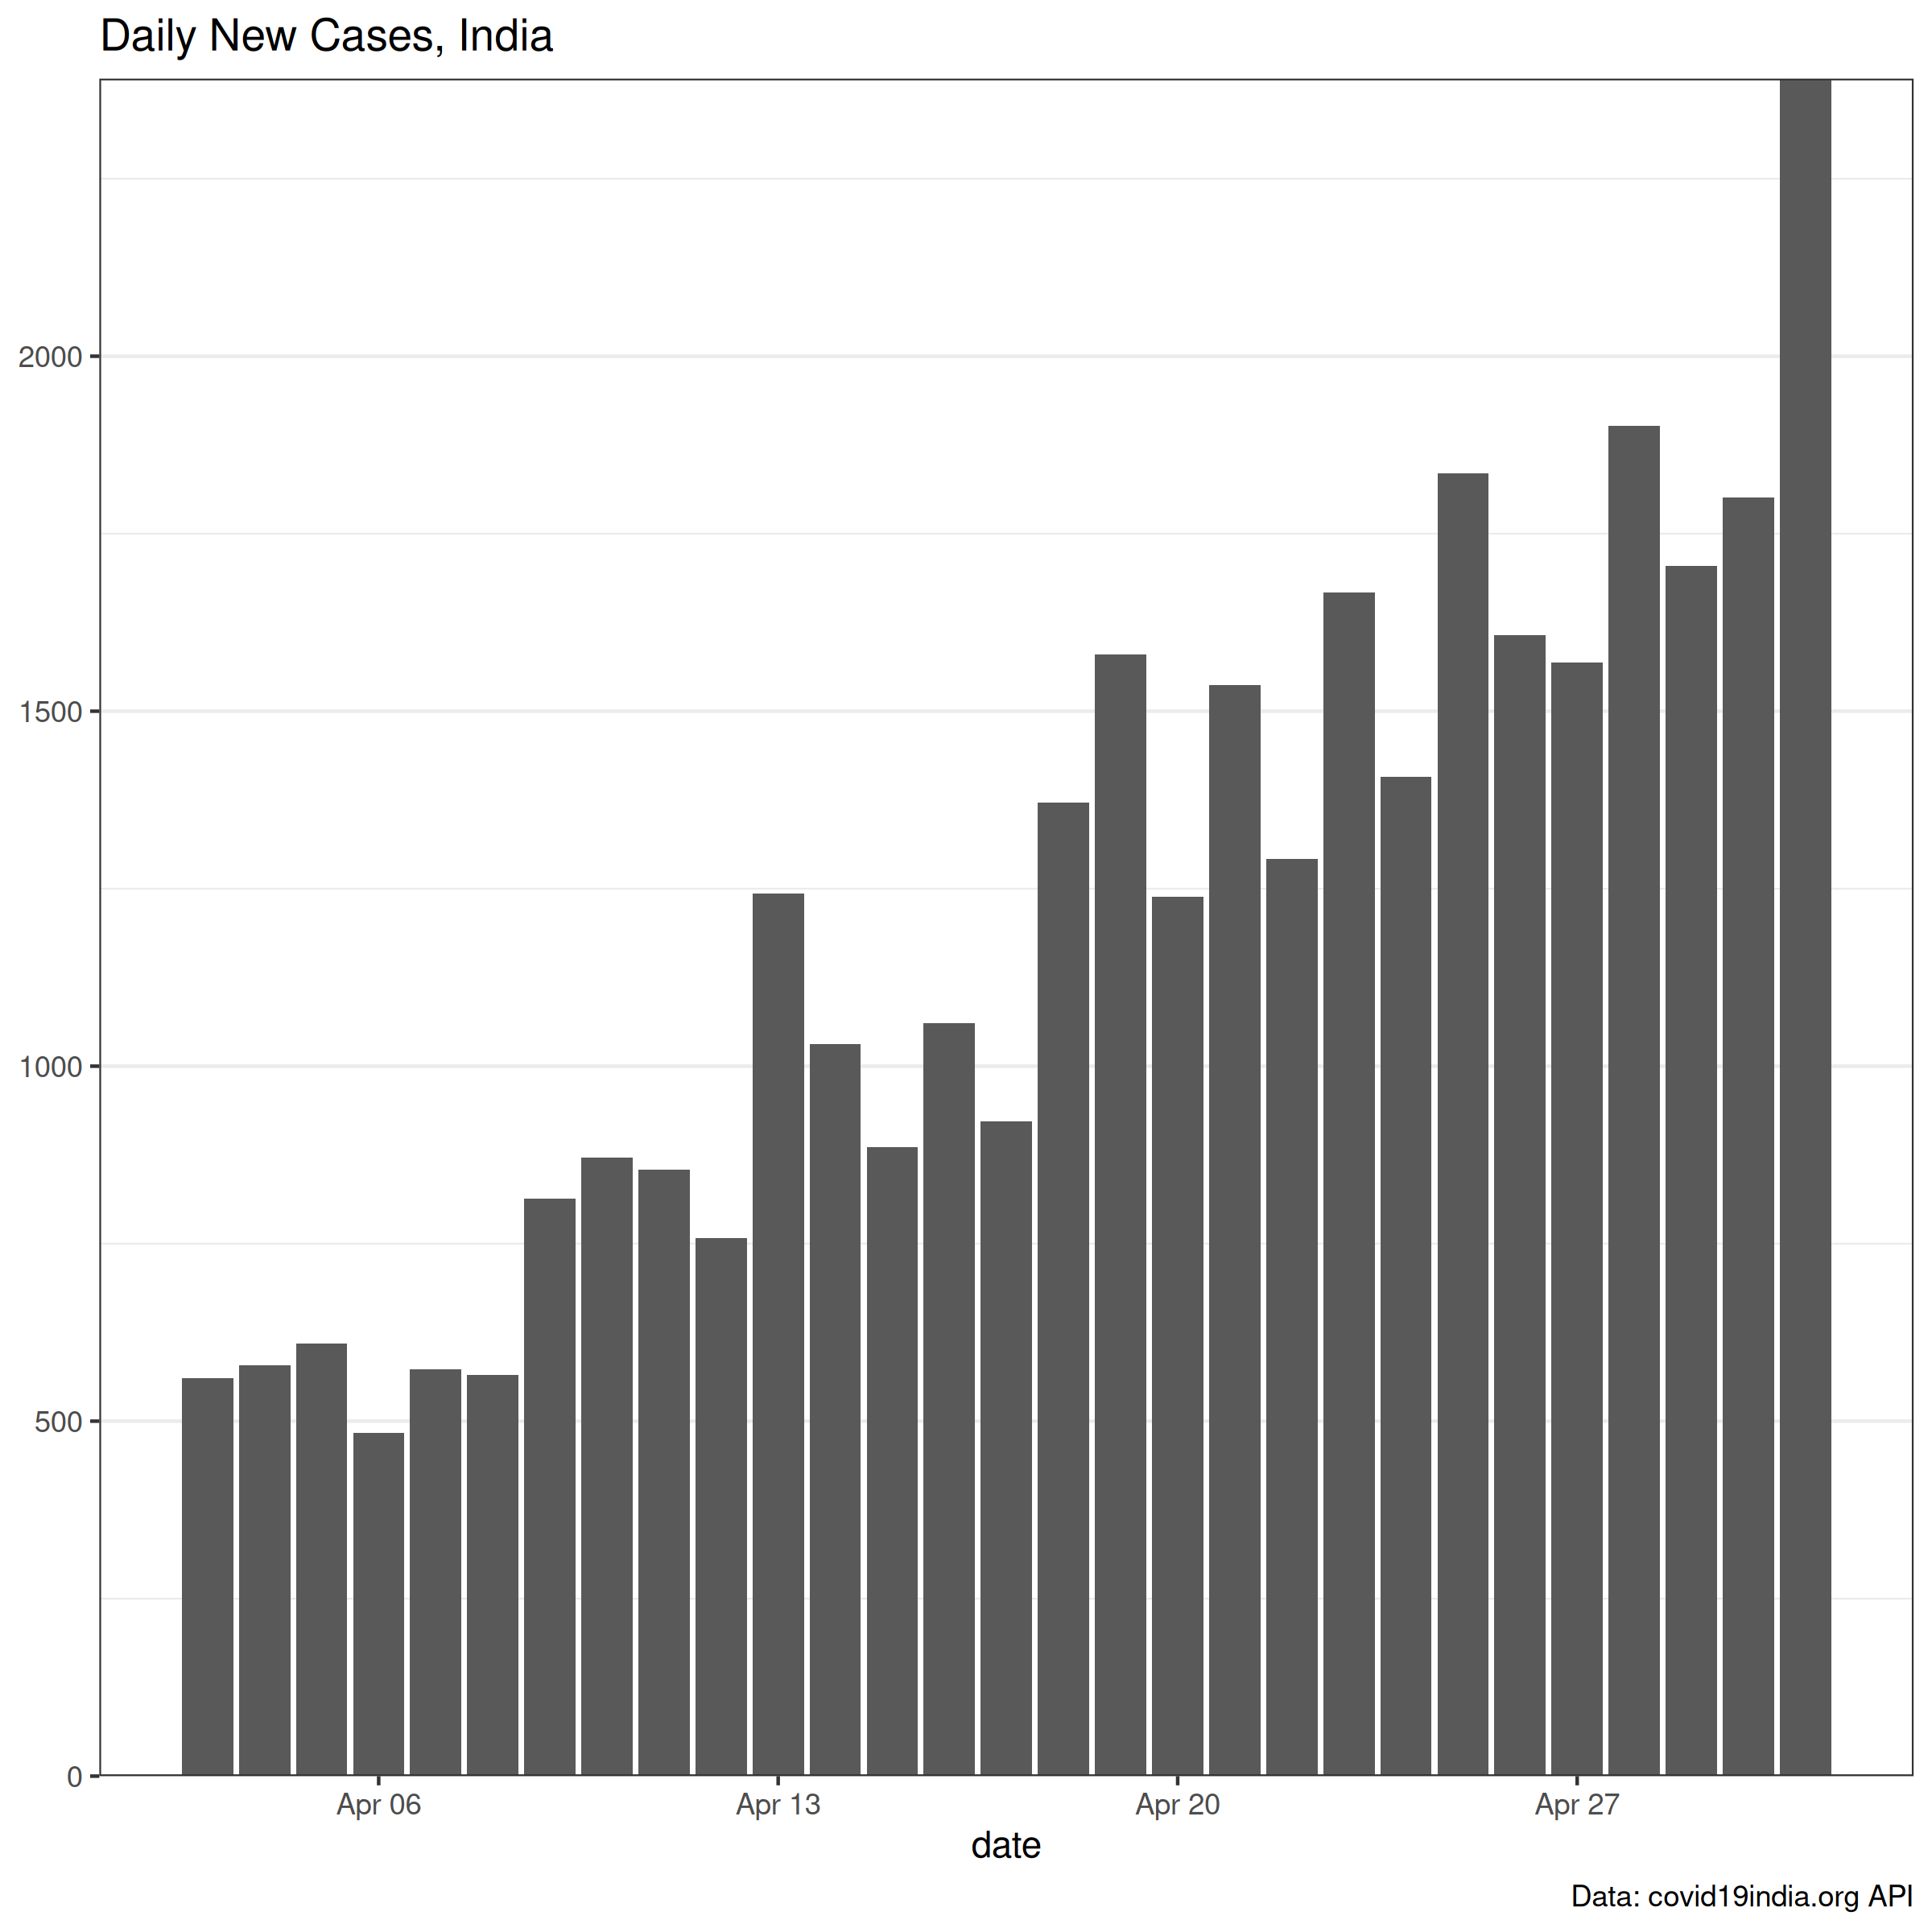 Daily New Cases, India
2000
1500
1000
500
0
Apr 06 Apr 13 Apr 20 Apr 27
date
Data: covid19india.org API